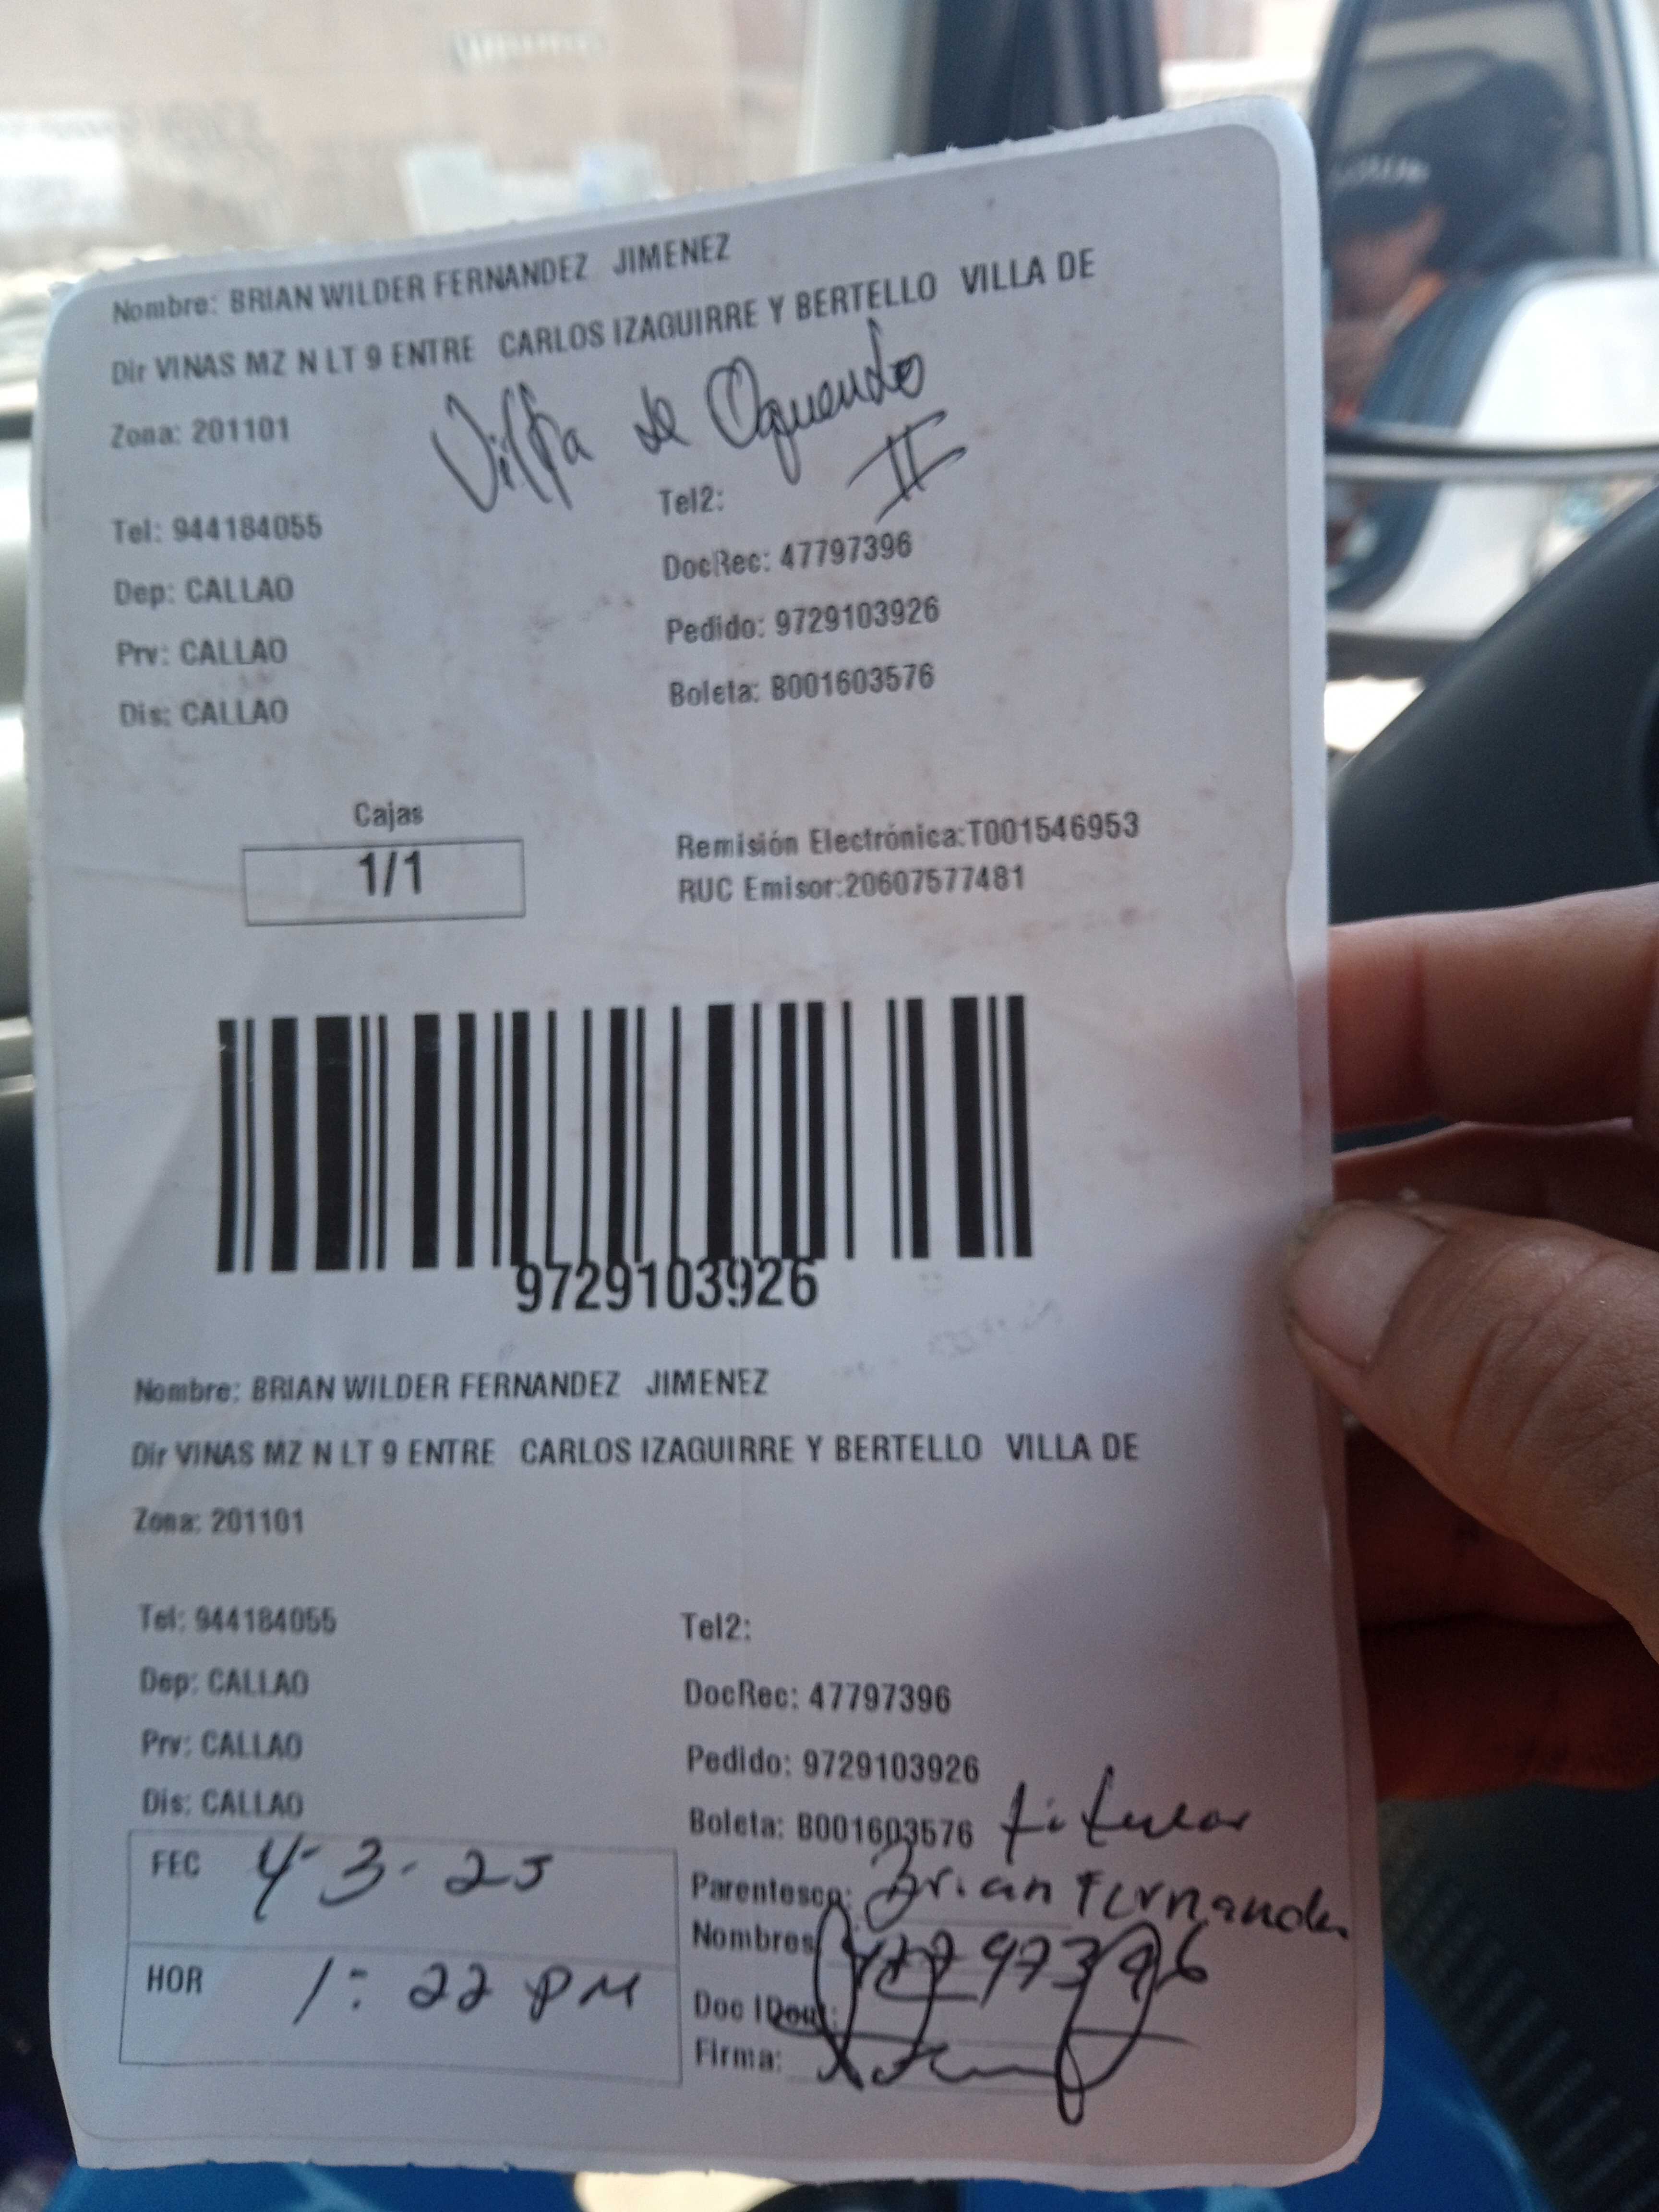 Nombre: BRIAN WILDER FERNANDEZ JIMENEZ
Dir VINAS MZ N LT 9 ENTRE CARLOS IZAGUIRRE Y BERTELLO VILLA DE
Zona: 201101
Villa de Oquendo
II
Tel: 944184055
Tel2:
Dep: CALLAO
DocRec: 47797396
Prv: CALLAO
Pedido: 9729103926
Dis: CALLAO
Boleta: B001603576
Cajas
1/1
Remisión Electrónica:T001546953
RUC Emisor:20607577481
9729103926
Nombre: BRIAN WILDER FERNANDEZ JIMENEZ
Dir VINAS MZ N LT 9 ENTRE CARLOS IZAGUIRRE Y BERTELLO VILLA DE
Zona: 201101
Tel: 944184055
Tel2:
Dep: CALLAO
DocRec: 47797396
Prv: CALLAO
Pedido: 9729103926
Dis: CALLAO
Boleta: B001603576 titular
FEC 4-3-25
Parentesco: Brian Fernandez
Nombres 47797396
HOR 1:22 PM
Doc
Firma: